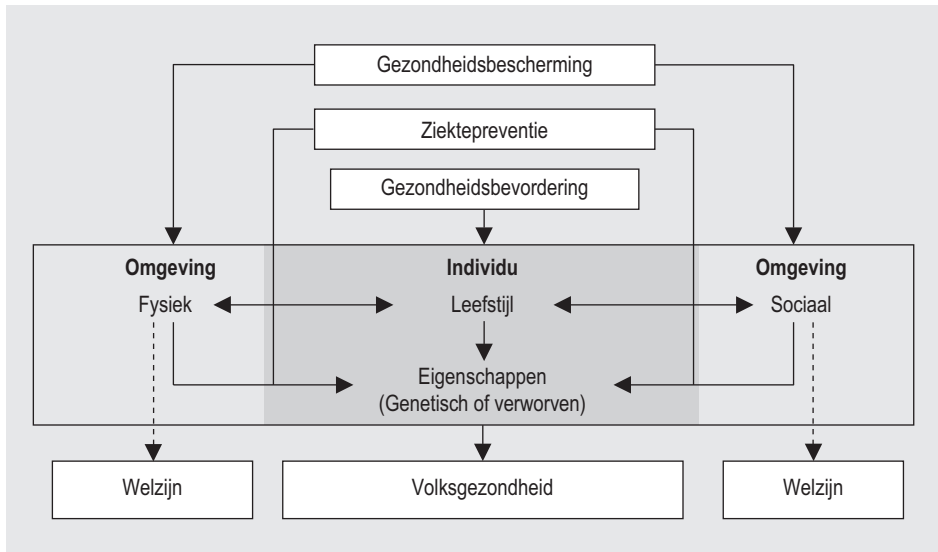 Gezondheidsbescherming
Ziektepreventie
Gezondheidsbevordering
Omgeving
Individu
Omgeving
Fysiek
Leefstijl
Sociaal
Eigenschappen
(Genetisch of verworven)
Welzijn
Volksgezondheid
Welzijn